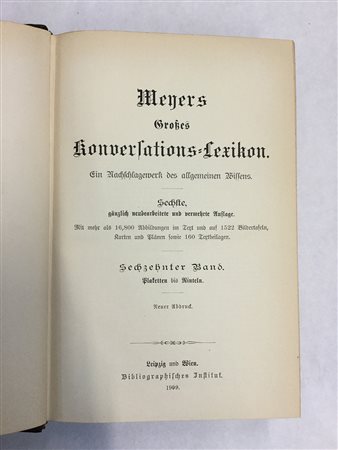 Meyers
Großes
Konversations-Lexikon.
Ein Nachschlagewerk des allgemeinen Wissens.
Sechste,
gänzlich neubearbeitete und vermehrte Auflage.
Mit mehr als 16,800 Abbildungen im Text und auf 1522 Bildertafeln,
Karten und Plänen sowie 160 Textbeilagen.
Sechzehnter Band.
Plaketten bis Rinteln.
Neuer Abdruck.
Leipzig und Wien.
Bibliographisches Institut.
1909.